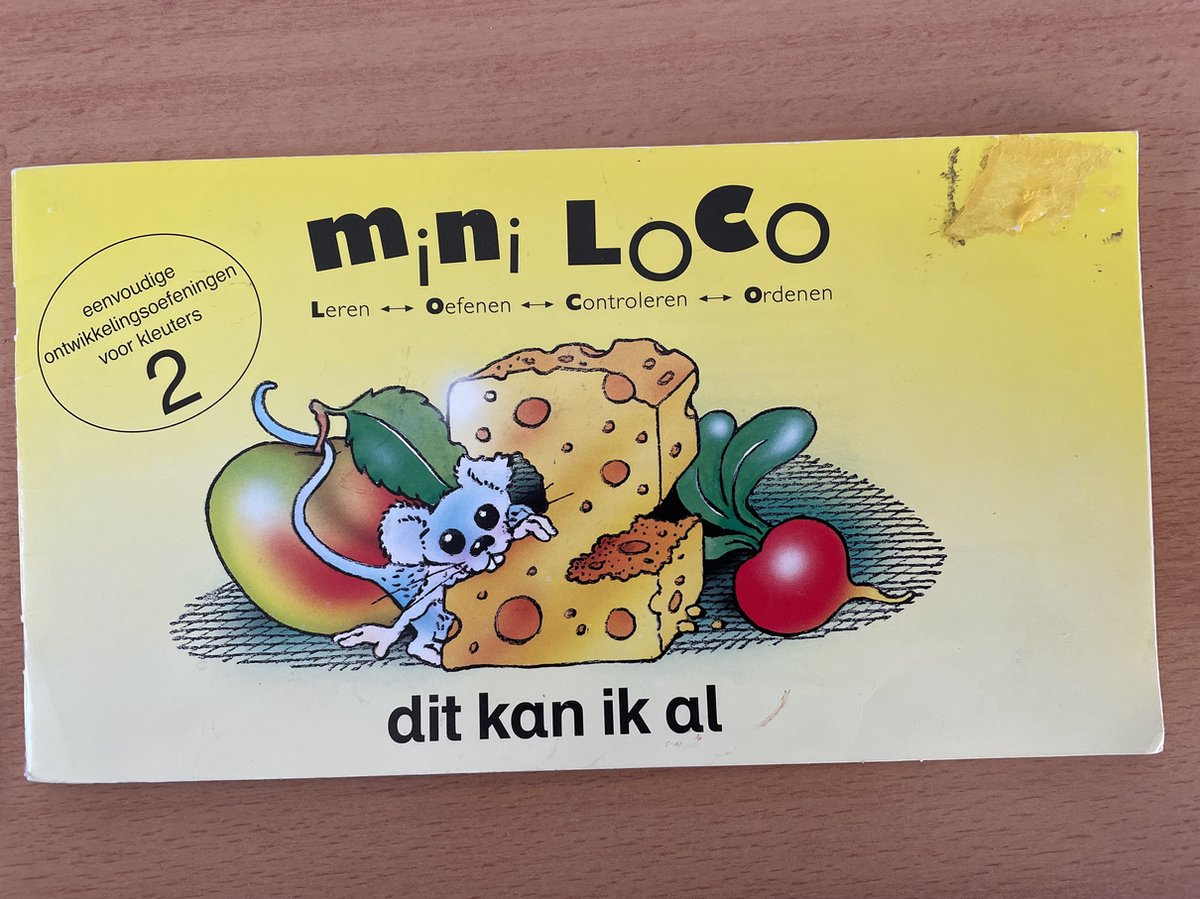 mini LOCO
Leren ↔ Oefenen ↔ Controleren ↔ Ordenen
eenvoudige
ontwikkelingsoefeningen
voor kleuters
2
dit kan ik al